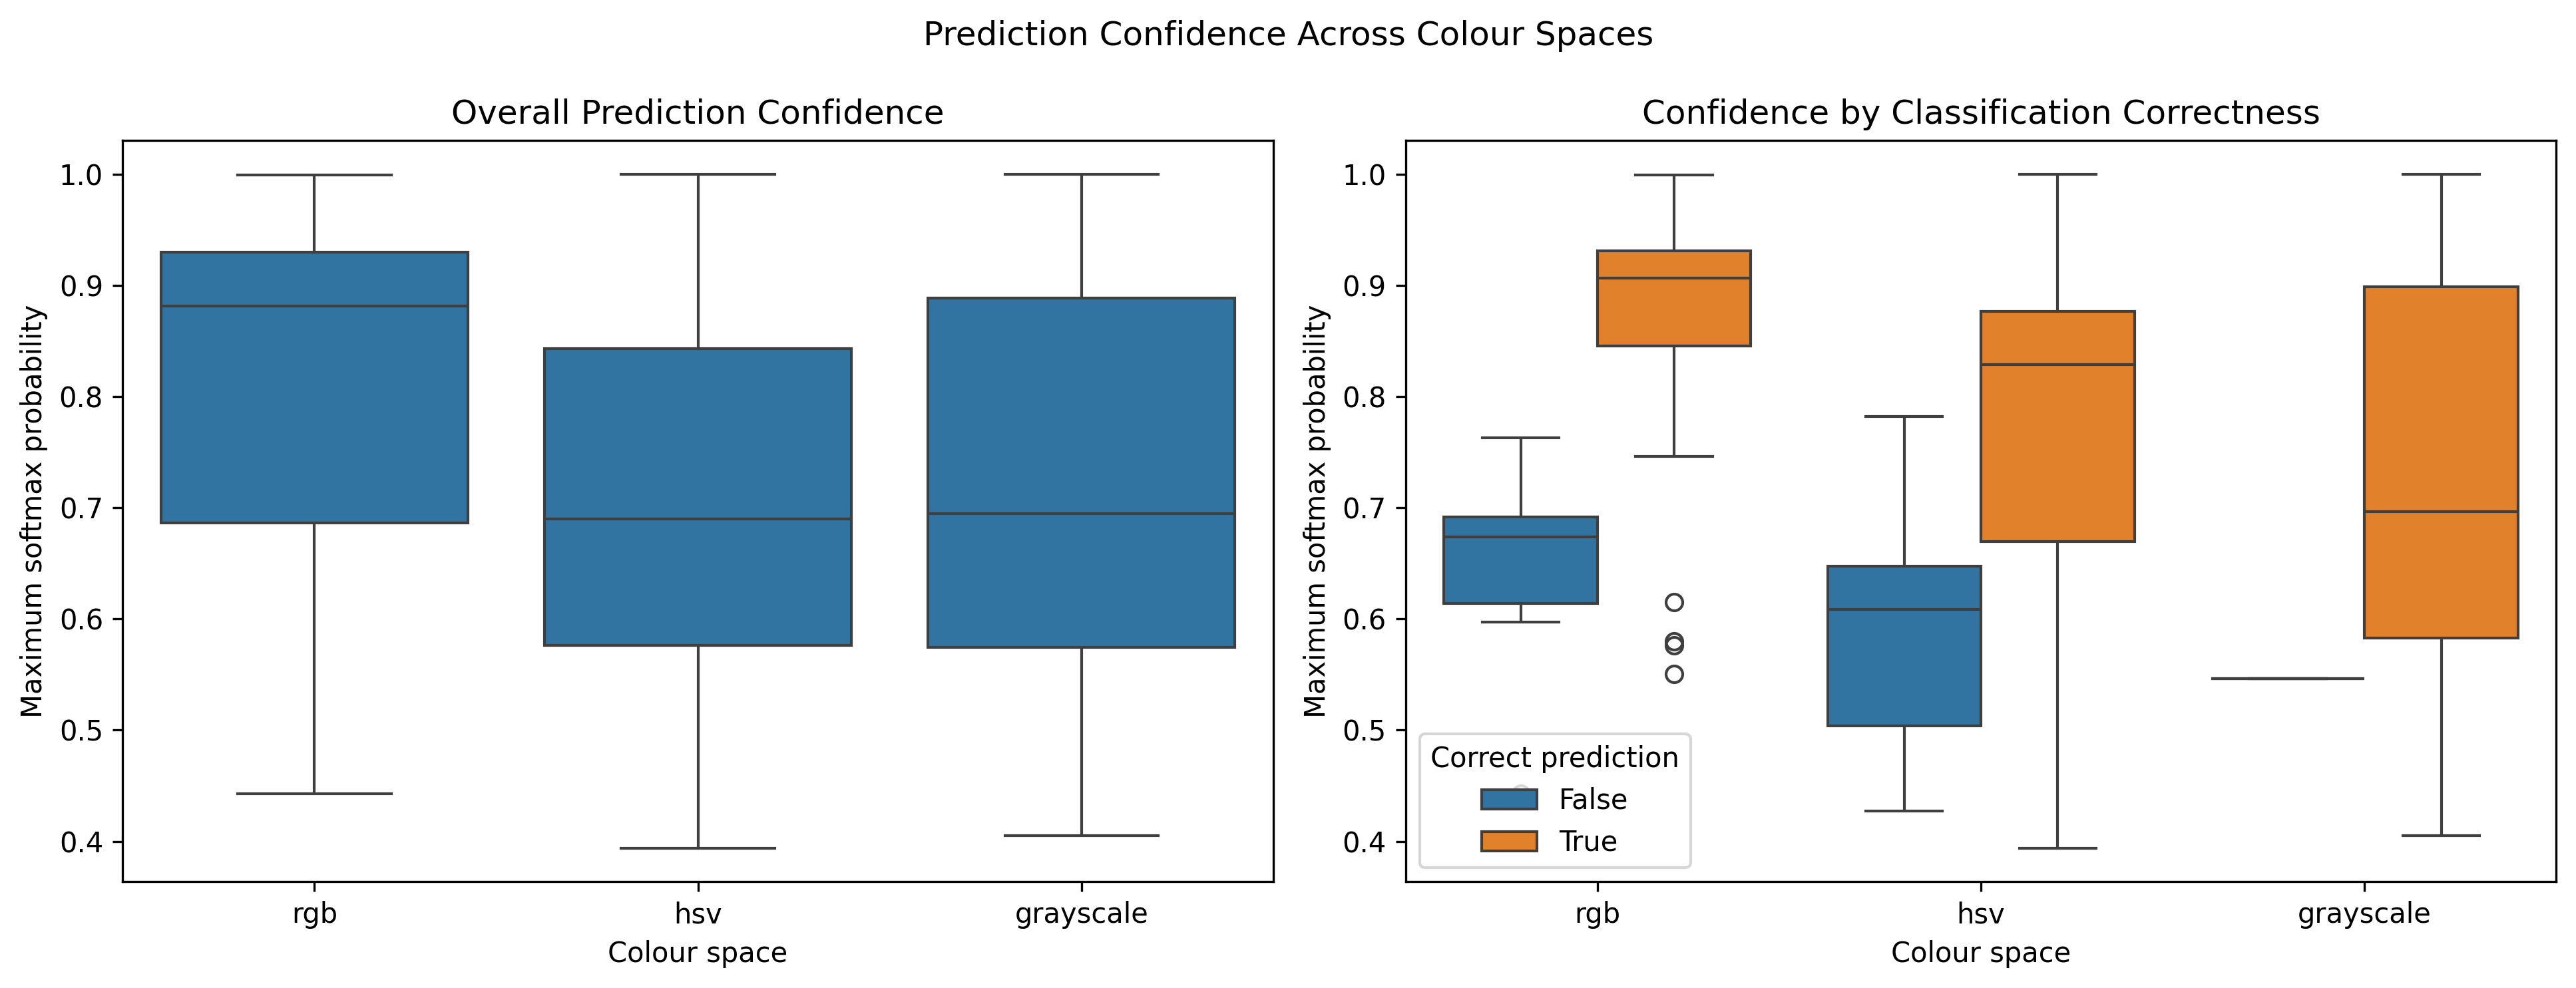 Prediction Confidence Across Colour Spaces
Overall Prediction Confidence
Maximum softmax probability
1.0
0.9
0.8
0.7
0.6
0.5
0.4
rgb
hsv
grayscale
Colour space
Confidence by Classification Correctness
Maximum softmax probability
1.0
0.9
0.8
0.7
0.6
0.5
0.4
Correct prediction
False
True
rgb
hsv
grayscale
Colour space